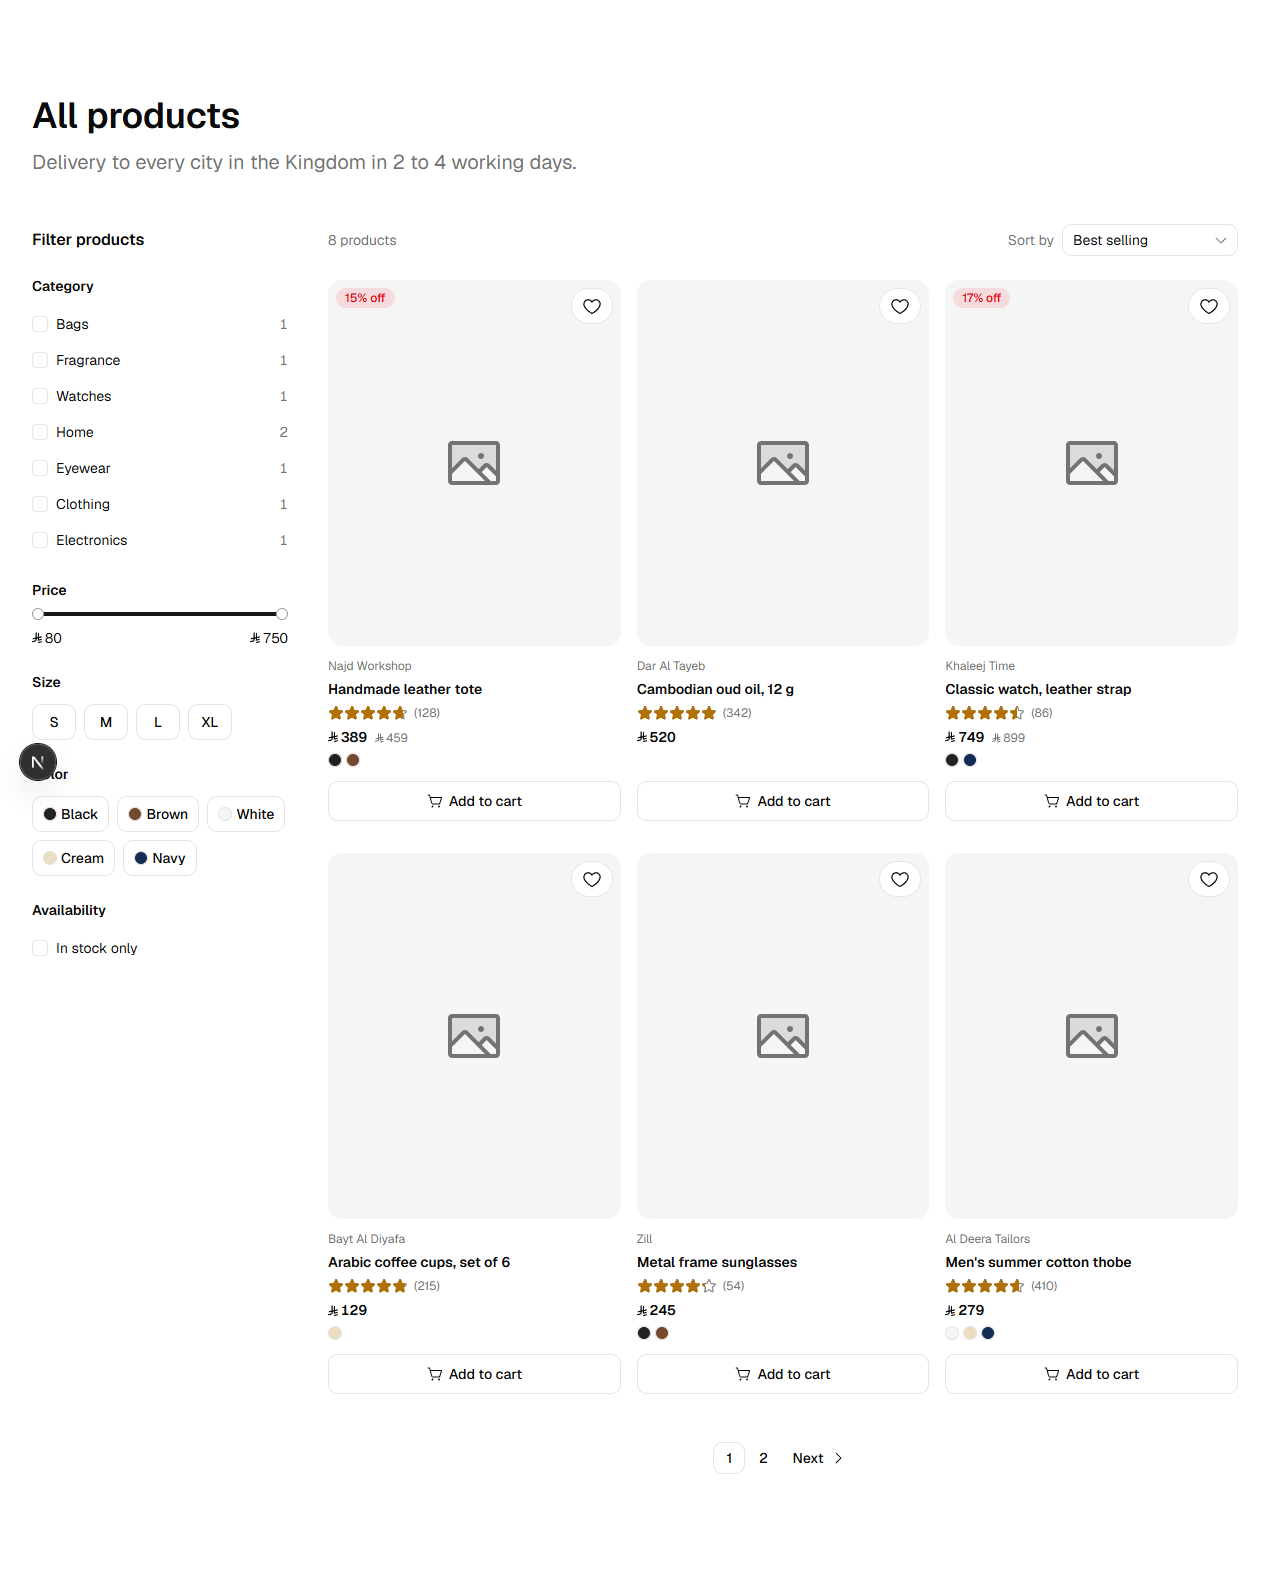 All products
Delivery to every city in the Kingdom in 2 to 4 working days.
Filter products
Category
Bags 1
Fragrance 1
Watches 1
Home 2
Eyewear 1
Clothing 1
Electronics 1
Price
⃁ 80 ⃁ 750
Size
S M L XL
N
lor
Black Brown White
Cream Navy
Availability
In stock only
8 products Sort by Best selling
15% off
17% off
Najd Workshop
Handmade leather tote
(128)
⃁ 389 ⃁ 459
Add to cart
Dar Al Tayeb
Cambodian oud oil, 12 g
(342)
⃁ 520
Add to cart
Khaleej Time
Classic watch, leather strap
(86)
⃁ 749 ⃁ 899
Add to cart
Bayt Al Diyafa
Arabic coffee cups, set of 6
(215)
⃁ 129
Add to cart
Zill
Metal frame sunglasses
(54)
⃁ 245
Add to cart
Al Deera Tailors
Men's summer cotton thobe
(410)
⃁ 279
Add to cart
1 2 Next